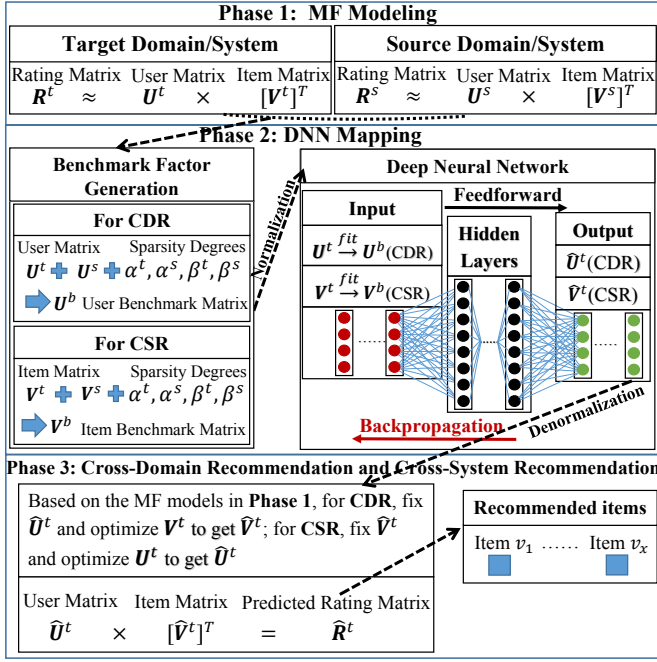 Phase 1: MF Modeling
Target Domain/System
Rating Matrix User Matrix Item Matrix
R^t ≈ U^t × [V^t]^T
Source Domain/System
Rating Matrix User Matrix Item Matrix
R^s ≈ U^s × [V^s]^T
Phase 2: DNN Mapping
Benchmark Factor
Generation
For CDR
User Matrix Sparsity Degrees
U^t + U^s + α^t, α^s, β^t, β^s
U^b User Benchmark Matrix
For CSR
Item Matrix Sparsity Degrees
V^t + V^s + α^t, α^s, β^t, β^s
V^b Item Benchmark Matrix
Normalization
Deep Neural Network
Feedforward
Input
U^t \xrightarrow{fit} U^b(CDR)
V^t \xrightarrow{fit} V^b(CSR)
......
Hidden
Layers
......
Output
Û^t(CDR)
V̂^t(CSR)
......
Backpropagation
Denormalization
Phase 3: Cross-Domain Recommendation and Cross-System Recommendation
Based on the MF models in Phase 1, for CDR, fix
Û^t and optimize V^t to get V̂^t; for CSR, fix V̂^t
and optimize U^t to get Û^t
User Matrix Item Matrix Predicted Rating Matrix
Û^t × [V̂^t]^T = R̂^t
Recommended items
Item v_1 ...... Item v_x